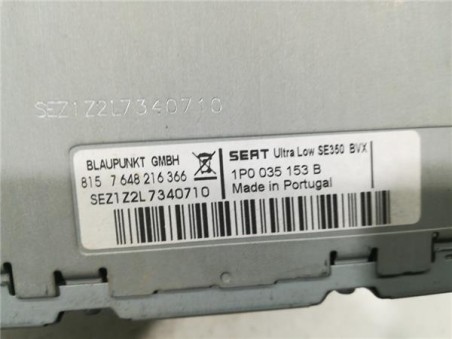 SEZ1Z2L7340710
BLAUPUNKT GMBH
815 7 648 216 366
SEZ1Z2L7340710
SEAT Ultra Low SE350 BVX
1P0 035 153 B
Made in Portugal